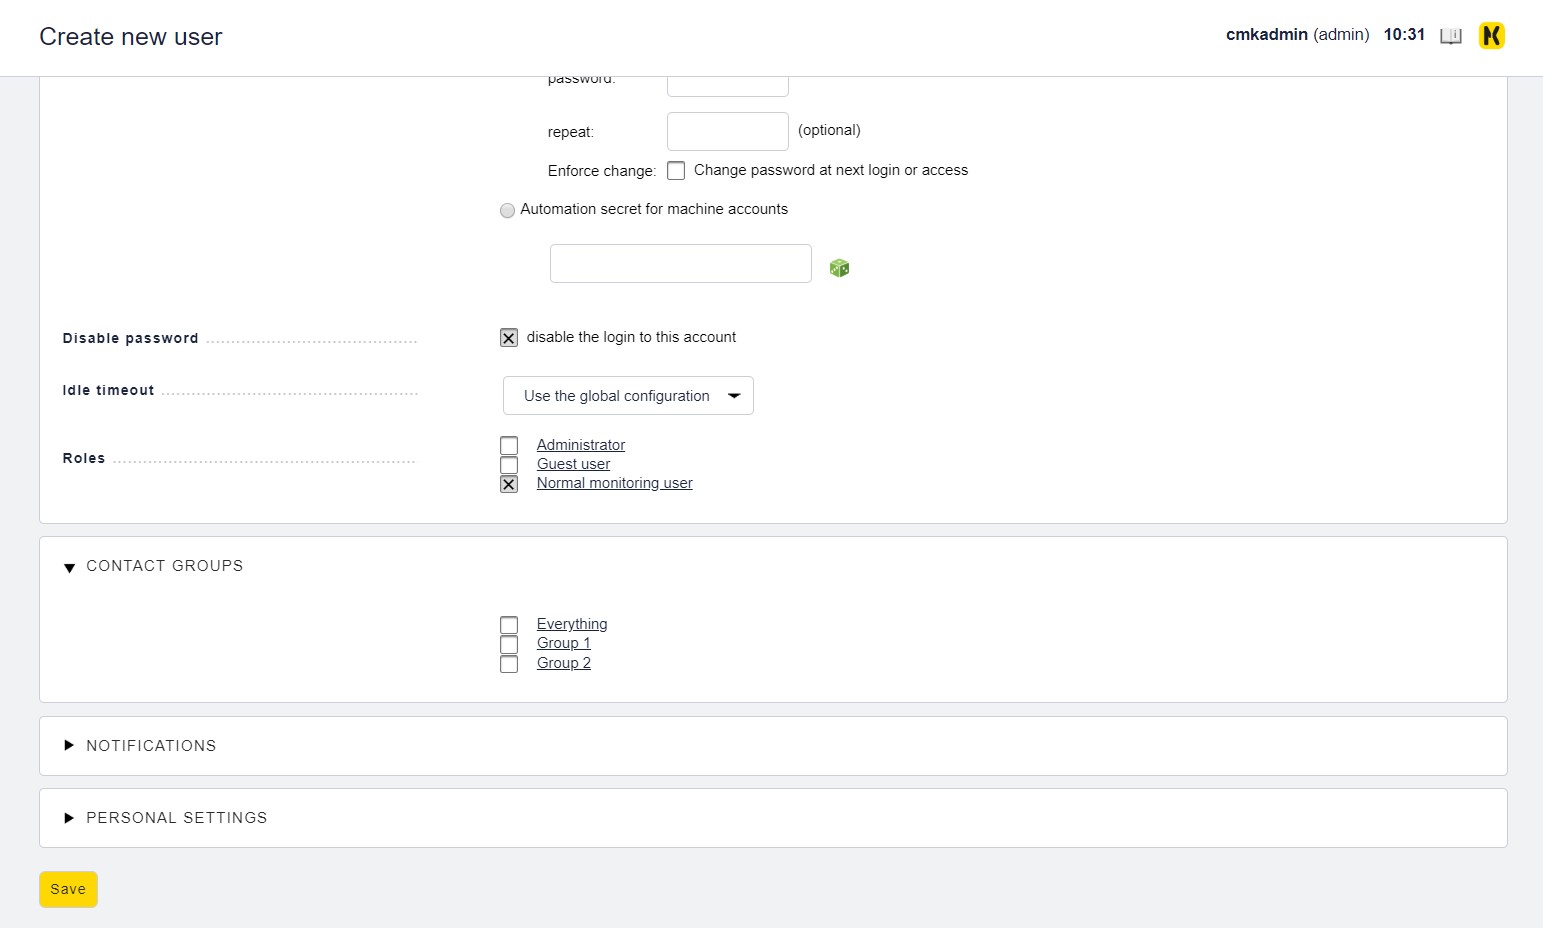 Create new user
cmkadmin (admin) 10:31
password:
repeat: (optional)
Enforce change: Change password at next login or access
Automation secret for machine accounts
Disable password disable the login to this account
Idle timeout Use the global configuration
Roles Administrator
Guest user
Normal monitoring user
CONTACT GROUPS
Everything
Group 1
Group 2
NOTIFICATIONS
PERSONAL SETTINGS
Save